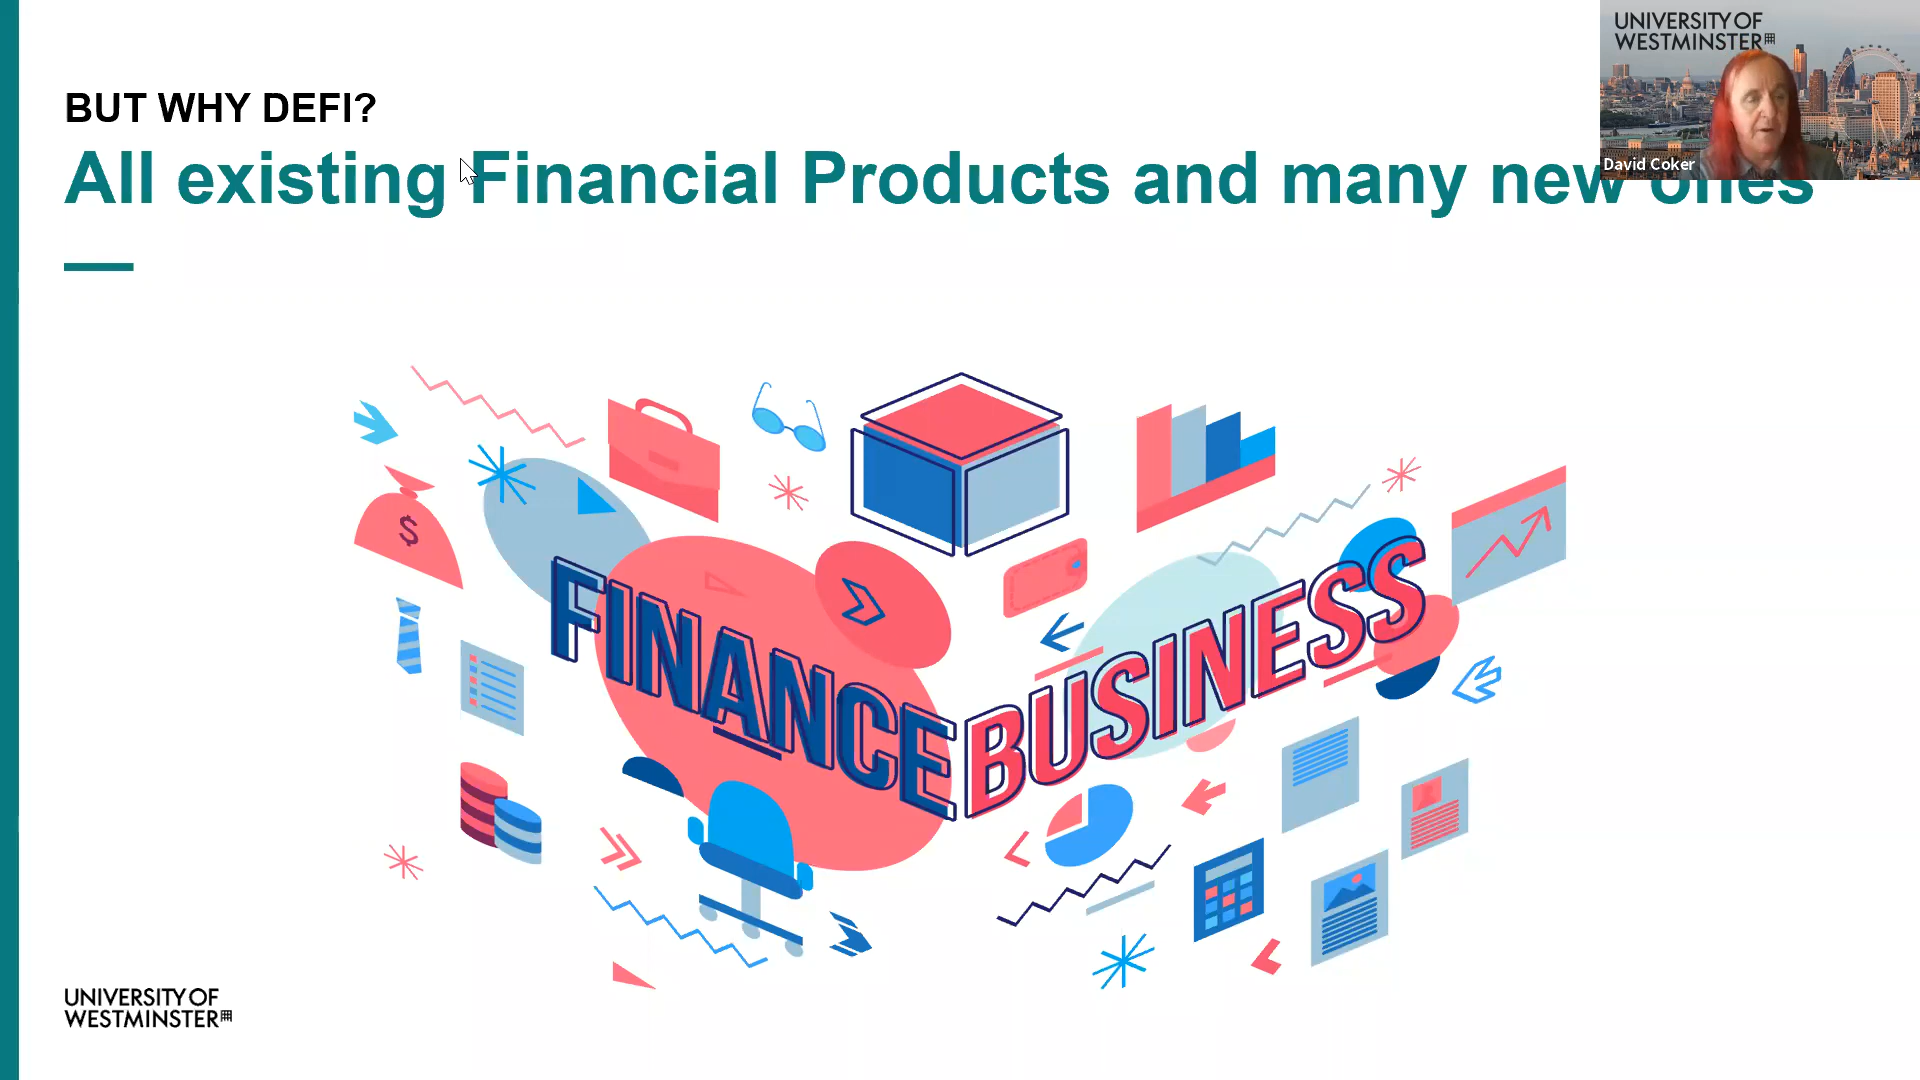 UNIVERSITY OF
WESTMINSTER
David Coker
BUT WHY DEFI?
All existing Financial Products and many new ones
$
FINANCE
BUSINESS
UNIVERSITY OF
WESTMINSTER